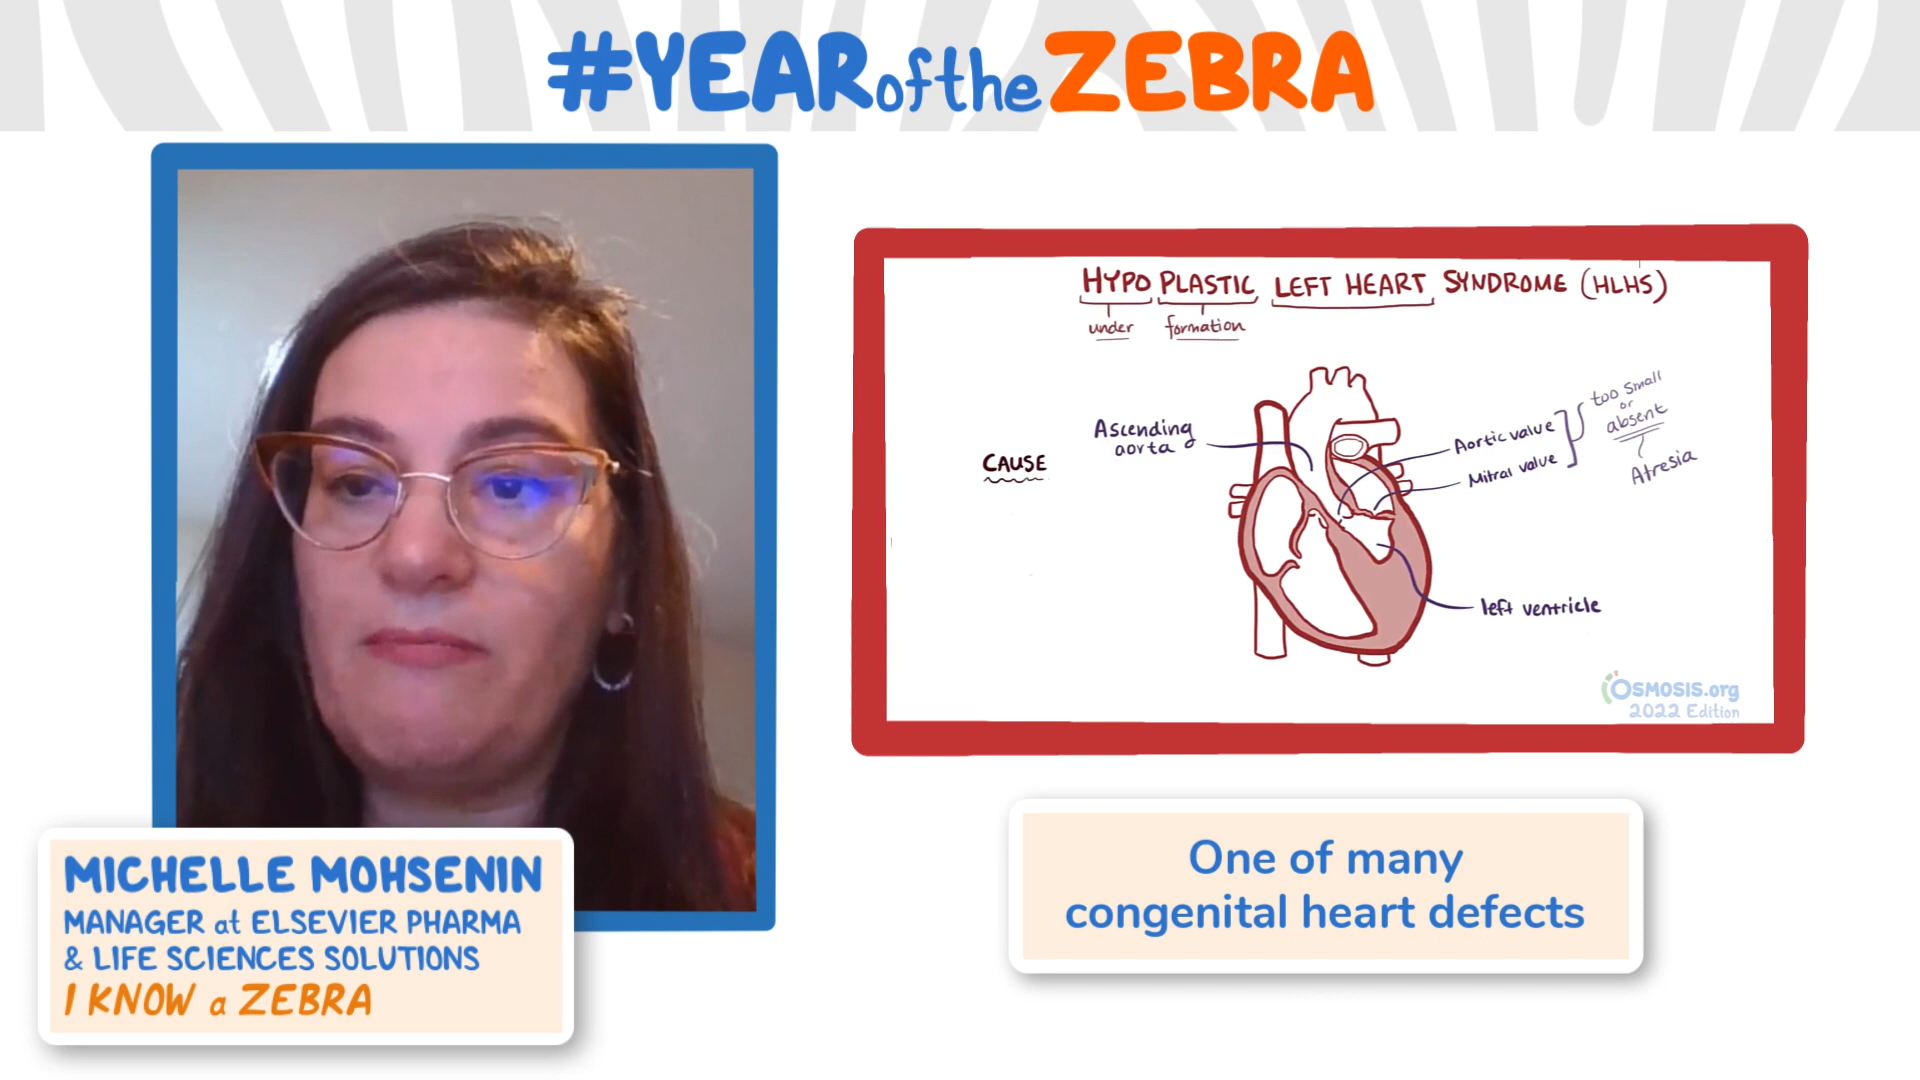 #YEARoftheZEBRA
MICHELLE MOHSENIN
MANAGER at ELSEVIER PHARMA
& LIFE SCIENCES SOLUTIONS
I KNOW a ZEBRA
HYPO PLASTIC LEFT HEART SYNDROME (HLHS)
under formation
CAUSE
Ascending
aorta
Aortic valve
Mitral valve
too small
or
absent
Atresia
left ventricle
OSMOSIS.org
2022 Edition
One of many
congenital heart defects